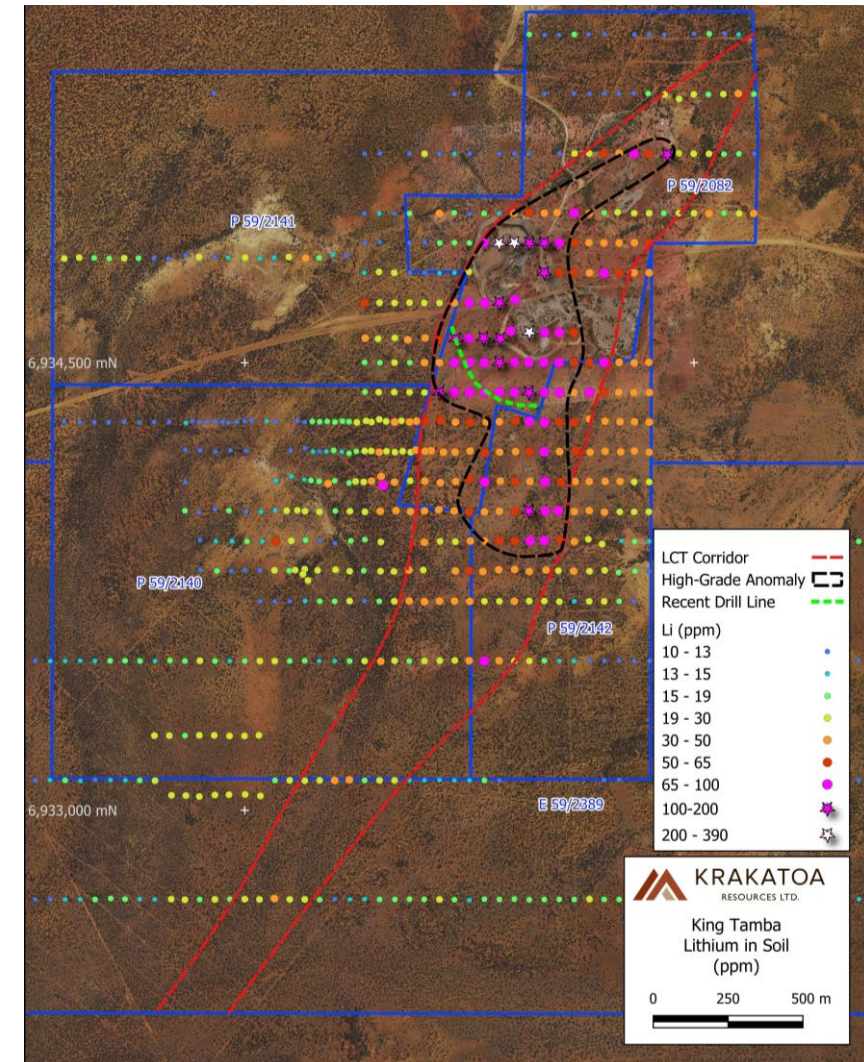 P 59/2082
P 59/2141
6,934,500 mN
P 59/2140
P 59/2142
E 59/2389
6,933,000 mN
LCT Corridor
High-Grade Anomaly
Recent Drill Line
Li (ppm)
10 - 13
13 - 15
15 - 19
19 - 30
30 - 50
50 - 65
65 - 100
100-200
200 - 390
KRAKATOA
RESOURCES LTD.
King Tamba
Lithium in Soil
(ppm)
0 250 500 m